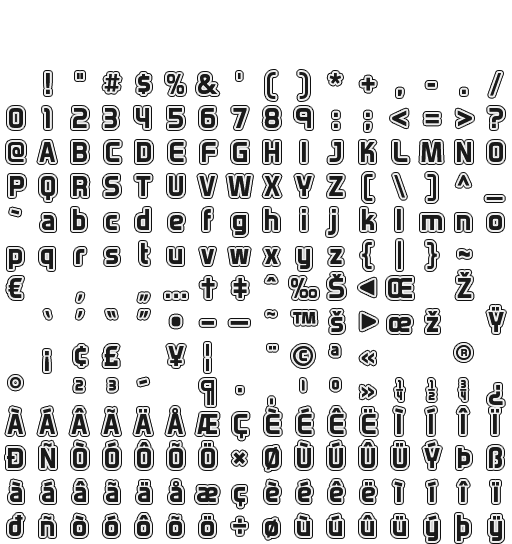 ! " # $ % & ' ( ) * + , - . /
0 1 2 3 4 5 6 7 8 9 : ; < = > ?
@ A B C D E F G H I J K L M N O
P Q R S T U V W X Y Z [ \ ] ^ _
` a b c d e f g h i j k l m n o
p q r s t u v w x y z { | } ~
€ ‚ „ … † ‡ ˆ ‰ Š ◀ Œ Ž
‘ ’ “ ” • – — ˜ ™ š ▶ œ ž Ÿ
¡ ¢ £ ¥ ¦ ¨ © ª « ®
° ² ³ ´ ¶ · ¸ ¹ º » ¼ ½ ¾ ¿
À Á Â Ã Ä Å Æ Ç È É Ê Ë Ì Í Î Ï
Ð Ñ Ò Ó Ô Õ Ö × Ø Ù Ú Û Ü Ý Þ ß
à á â ã ä å æ ç è é ê ë ì í î ï
ð ñ ò ó ô õ ö ÷ ø ù ú û ü ý þ ÿ